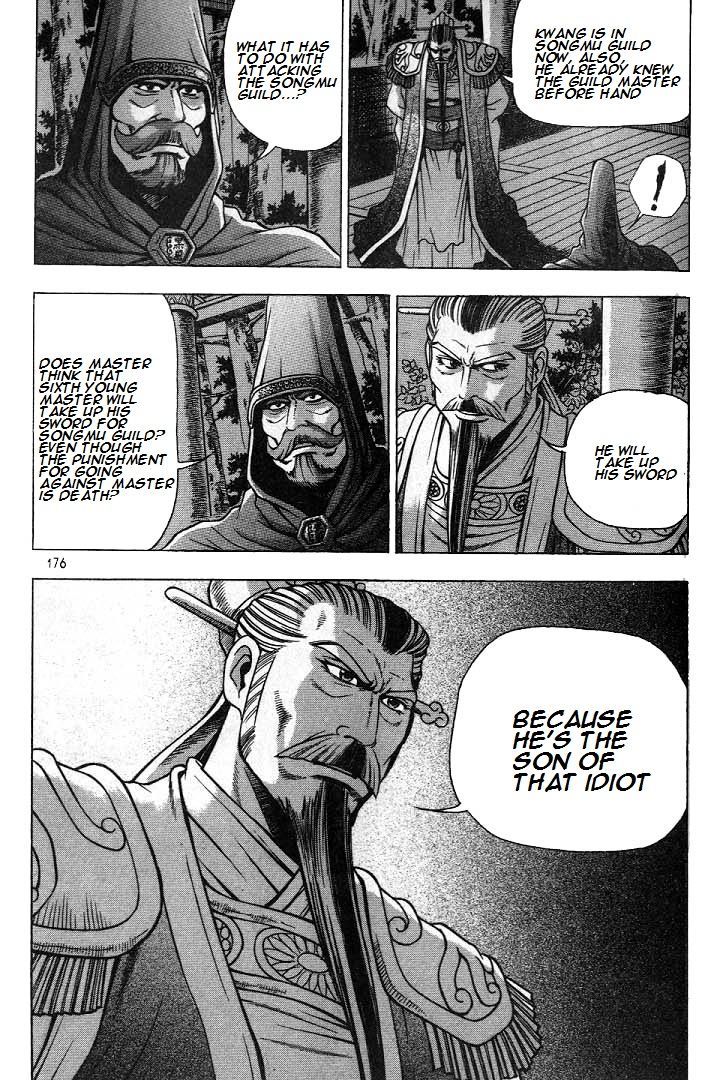 WHAT IT HAS
TO DO WITH
ATTACKING
THE SONGMU
GUILD...?
KWANG IS IN
SONGMU GUILD
NOW, ALSO,
HE ALREADY KNEW
THE GUILD MASTER
BEFORE HAND
!
DOES MASTER
THINK THAT
SIXTH YOUNG
MASTER WILL
TAKE UP HIS
SWORD FOR
SONGMU GUILD?
EVEN THOUGH
THE PUNISHMENT
FOR GOING
AGAINST MASTER
IS DEATH?
HE WILL
TAKE UP
HIS SWORD
176
BECAUSE
HE'S THE
SON OF
THAT IDIOT